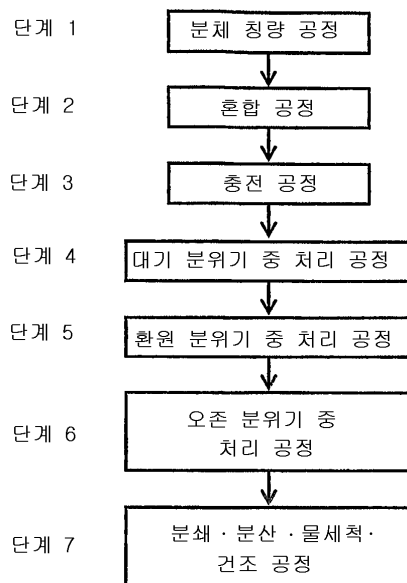 단계 1 분체 칭량 공정
단계 2 혼합 공정
단계 3 충전 공정
단계 4 대기 분위기 중 처리 공정
단계 5 환원 분위기 중 처리 공정
단계 6 오존 분위기 중
처리 공정
단계 7 분쇄 · 분산 · 물세척 ·
건조 공정